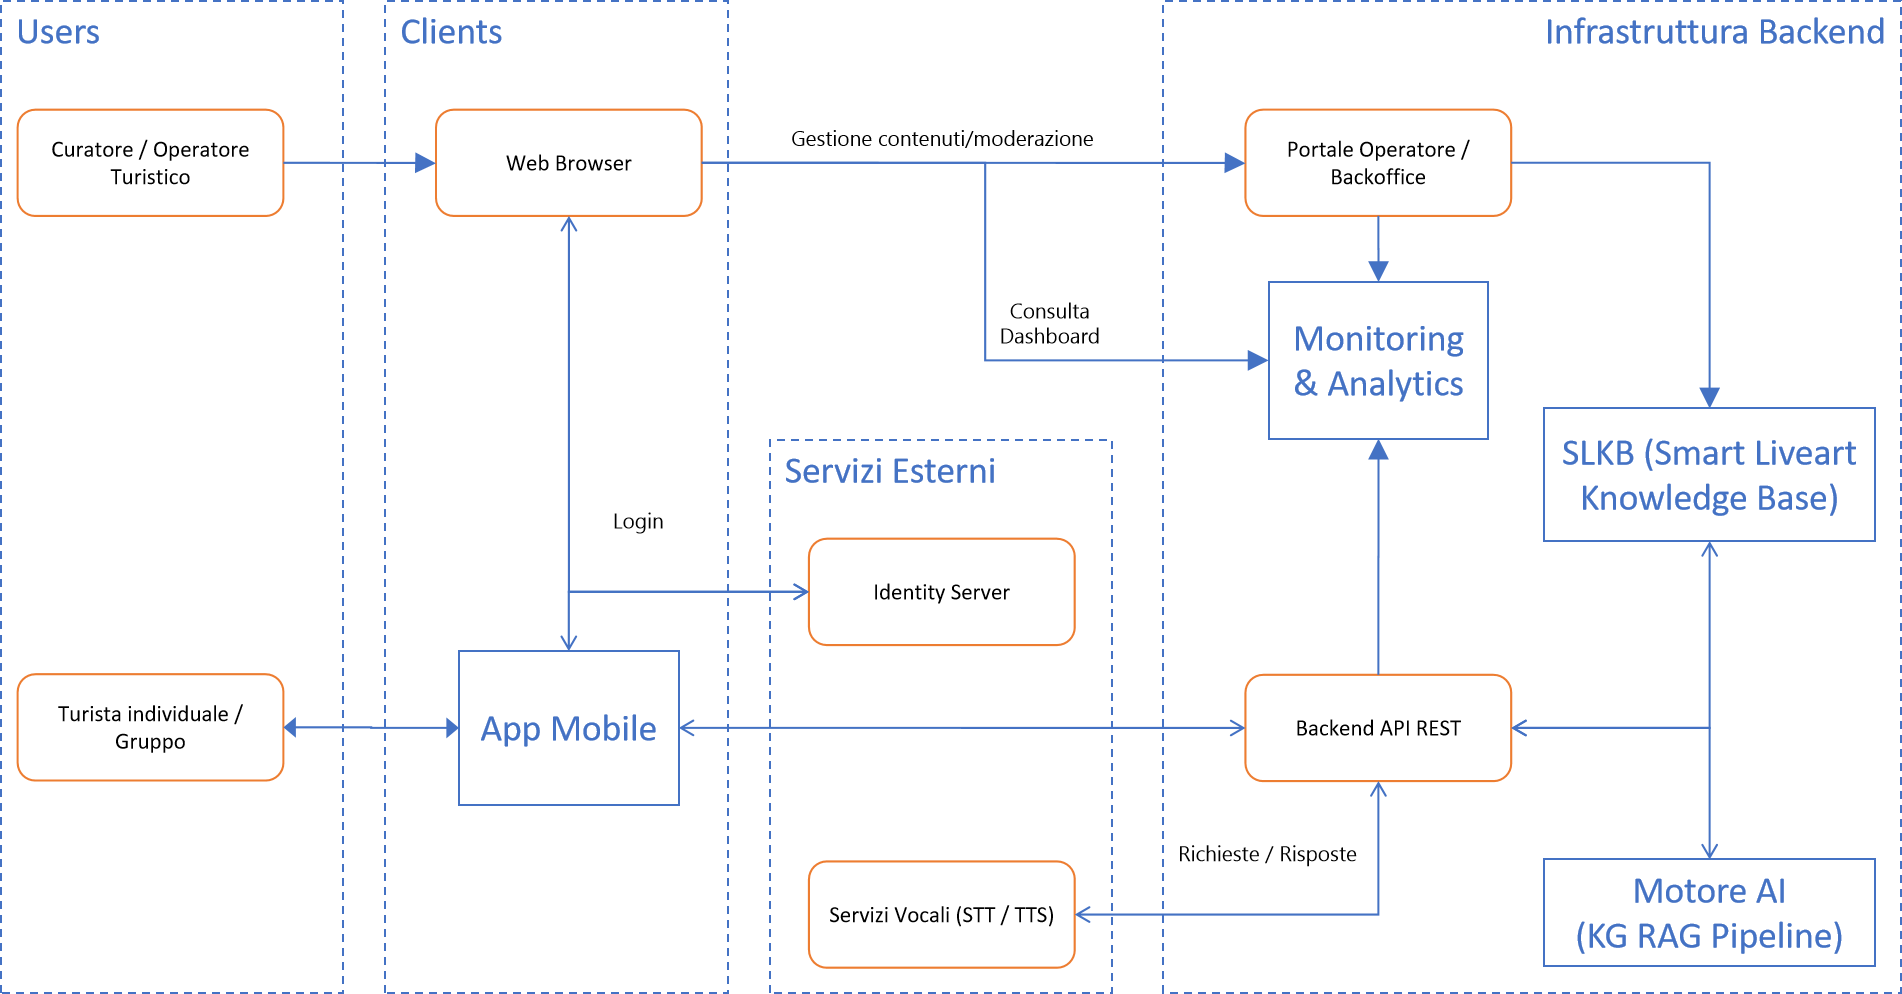 Users
Clients
Infrastruttura Backend
Curatore / Operatore
Turistico
Web Browser
Gestione contenuti/moderazione
Portale Operatore /
Backoffice
Consulta
Dashboard
Monitoring
& Analytics
SLKB (Smart Liveart
Knowledge Base)
Servizi Esterni
Login
Identity Server
Turista individuale /
Gruppo
App Mobile
Backend API REST
Richieste / Risposte
Servizi Vocali (STT / TTS)
Motore AI
(KG RAG Pipeline)